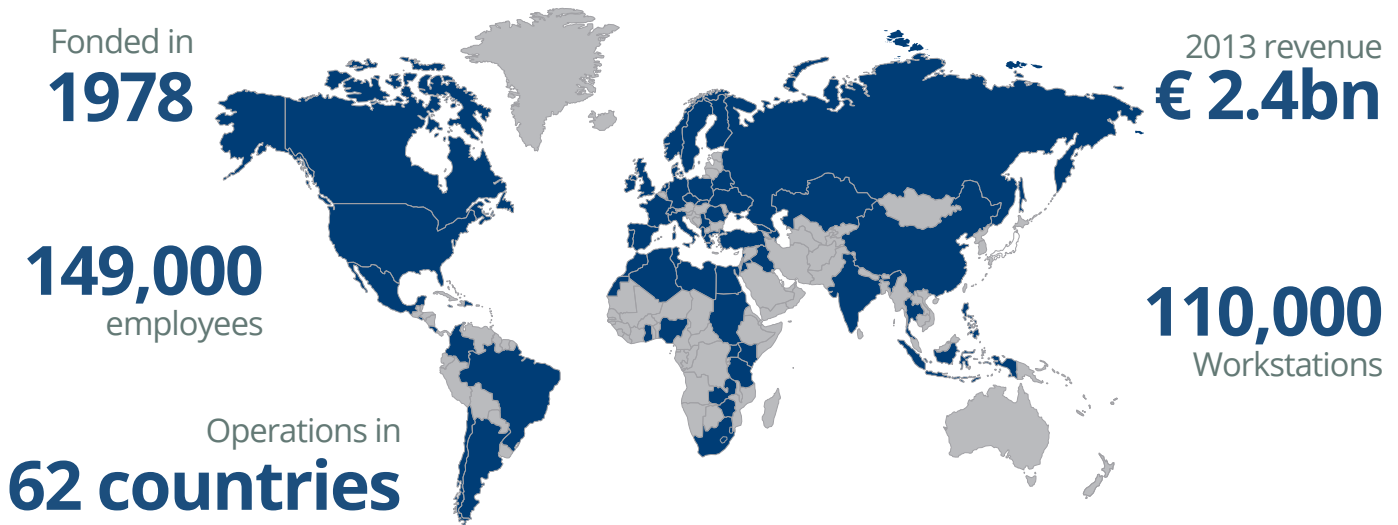 Fonded in
1978
2013 revenue
€ 2.4bn
149,000
employees
110,000
Workstations
Operations in
62 countries